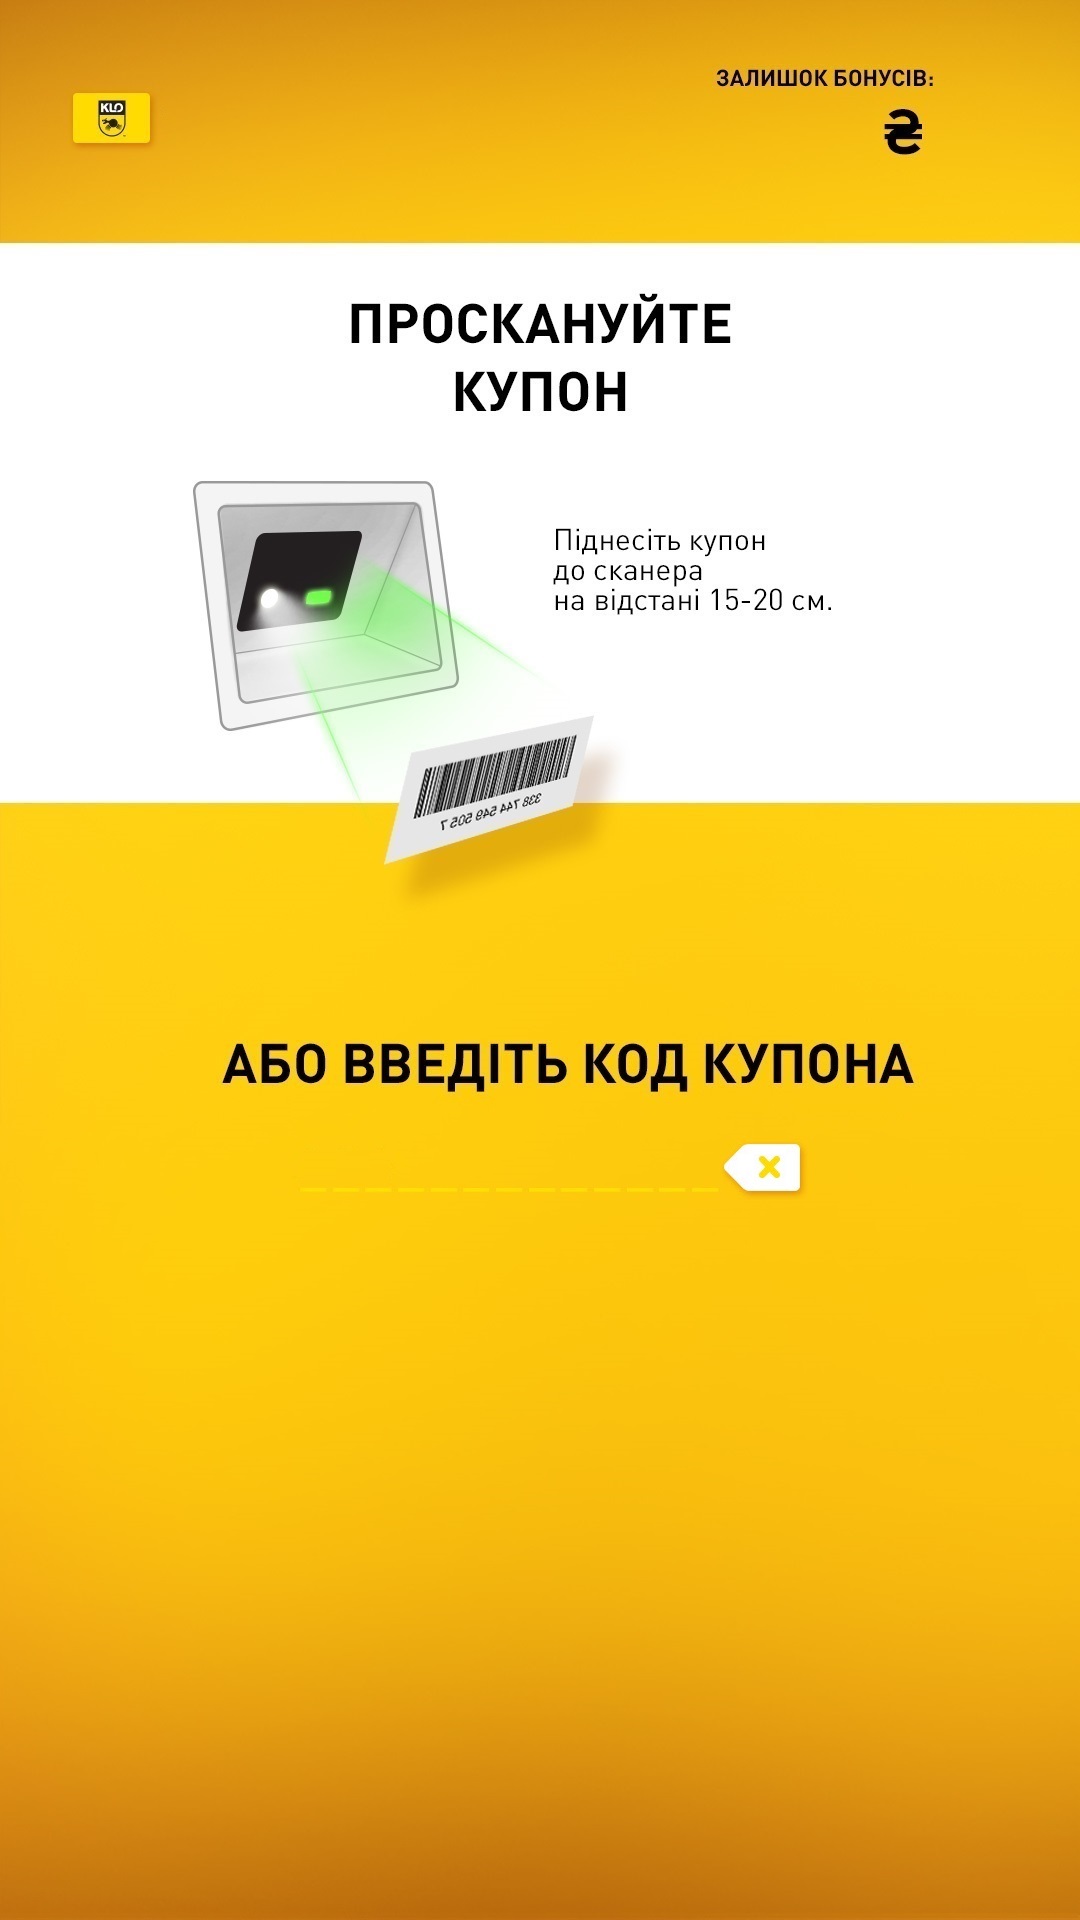 KLO
ЗАЛИШОК БОНУСІВ:
₴
ПРОСКАНУЙТЕ
КУПОН
Піднесіть купон
до сканера
на відстані 15-20 см.
338 744 549 505 7
АБО ВВЕДІТЬ КОД КУПОНА